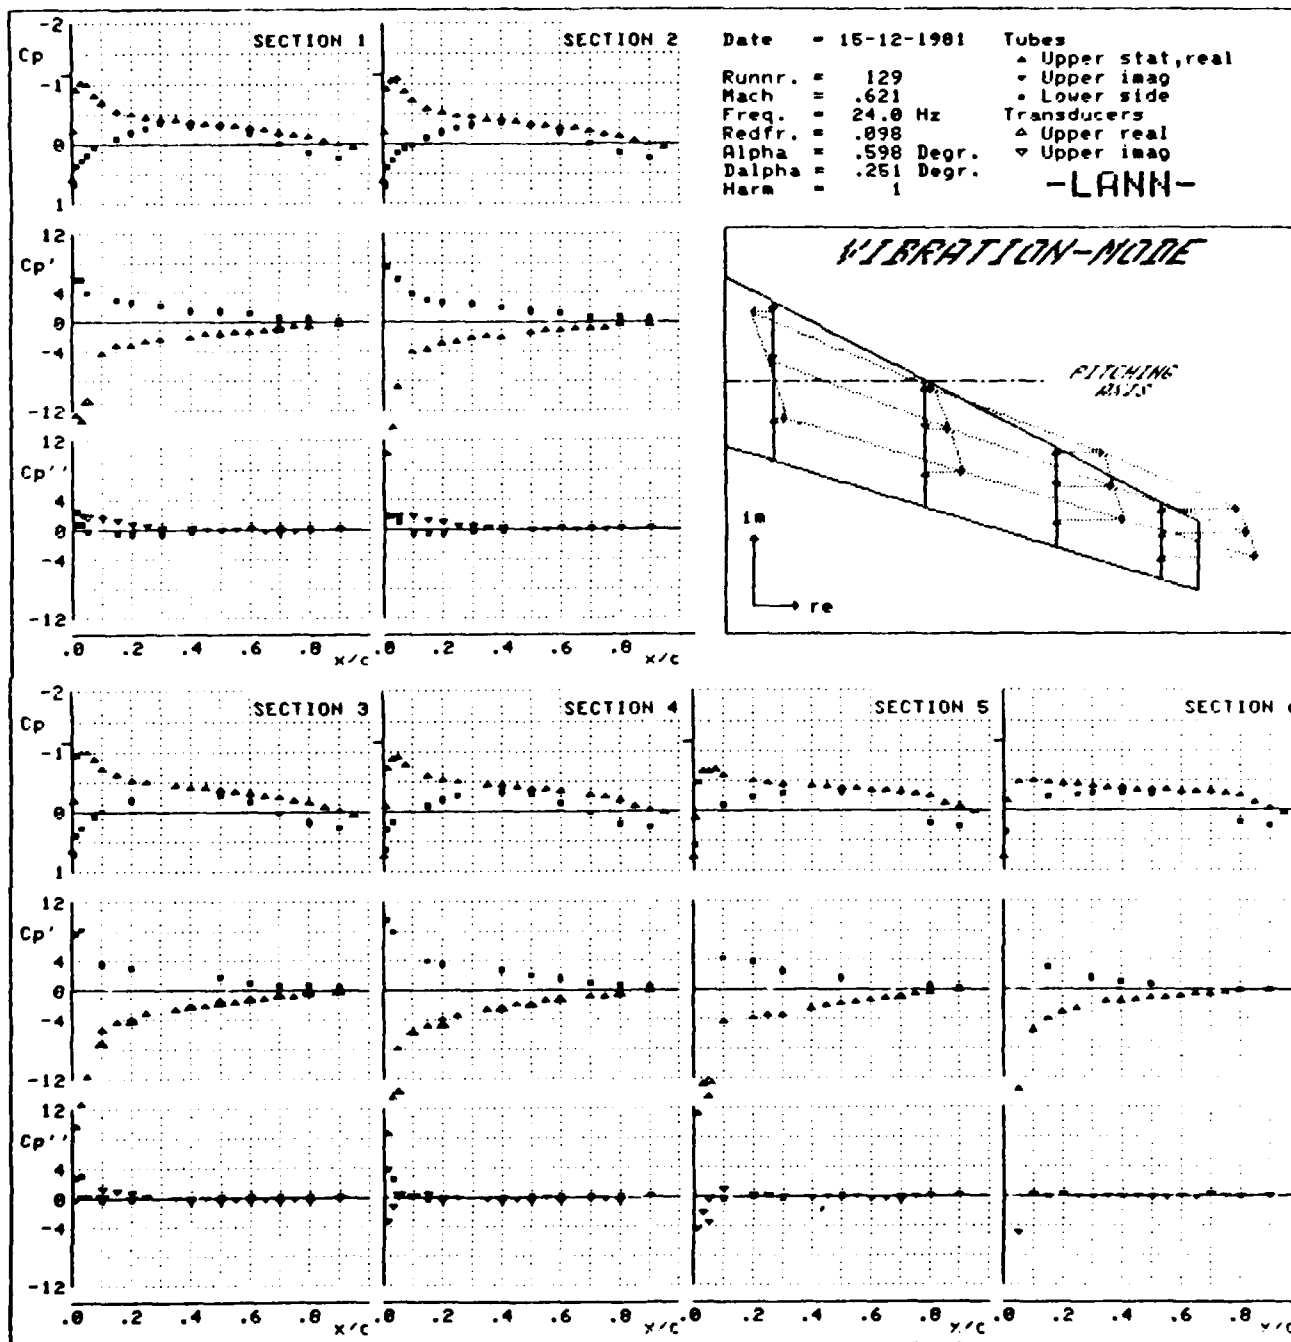 SECTION 1
SECTION 2
-2
Cp
-1
0
1
12
Cp'
4
0
-4
-12
12
Cp''
4
0
-4
-12
.0 .2 .4 .6 .8 x/c
.0 .2 .4 .6 .8 x/c
Date = 15-12-1981
Runnr. = 129
Mach = .621
Freq. = 24.0 Hz
Redfr. = .098
Alpha = .598 Degr.
Dalpha = .251 Degr.
Harm = 1
Tubes
▲ Upper stat,real
▼ Upper imag
▪ Lower side
Transducers
△ Upper real
▽ Upper imag
-LANN-
VIBRATION-MODE
PITCHING
AXIS
im
re
SECTION 3
SECTION 4
SECTION 5
SECTION
-2
Cp
-1
0
1
12
Cp'
4
0
-4
-12
12
Cp''
4
0
-4
-12
.0 .2 .4 .6 .8 x/c
.0 .2 .4 .6 .8 x/c
.0 .2 .4 .6 .8 x/c
.0 .2 .4 .6 .8 x/c